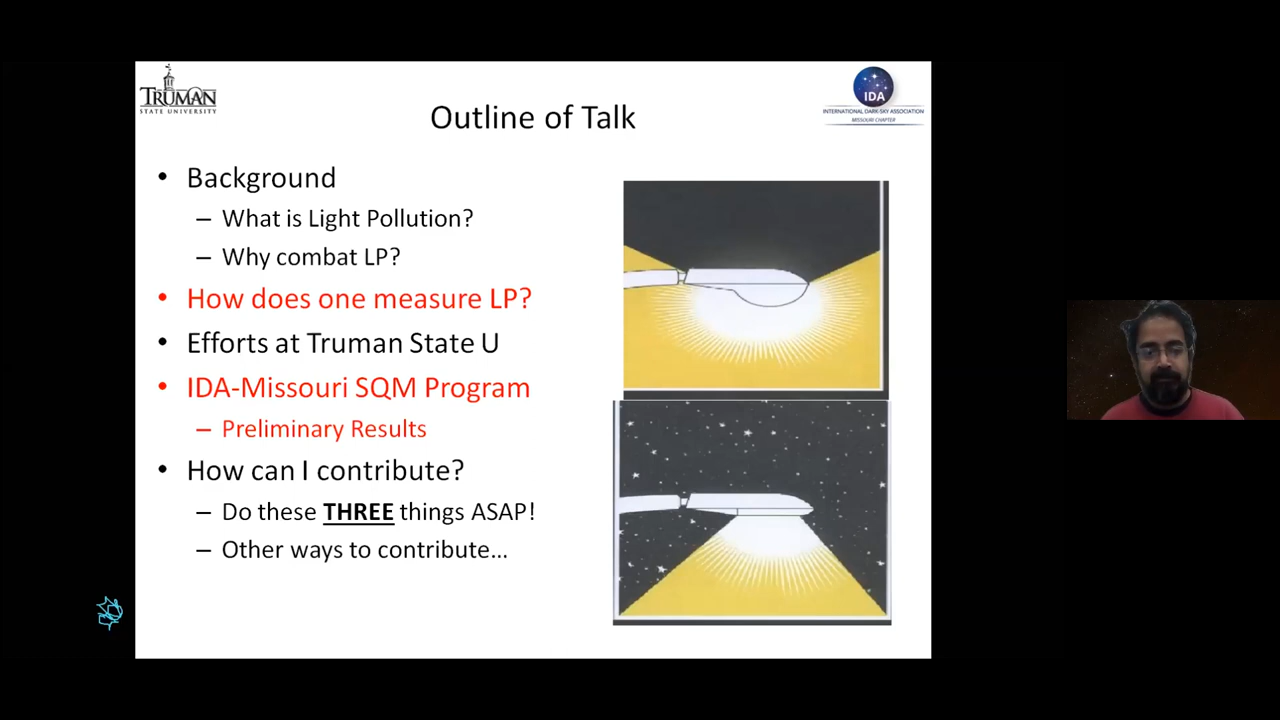 TRUMAN
STATE UNIVERSITY
IDA
INTERNATIONAL DARK-SKY ASSOCIATION
MISSOURI CHAPTER
Outline of Talk
• Background
– What is Light Pollution?
– Why combat LP?
• How does one measure LP?
• Efforts at Truman State U
• IDA-Missouri SQM Program
– Preliminary Results
• How can I contribute?
– Do these THREE things ASAP!
– Other ways to contribute…